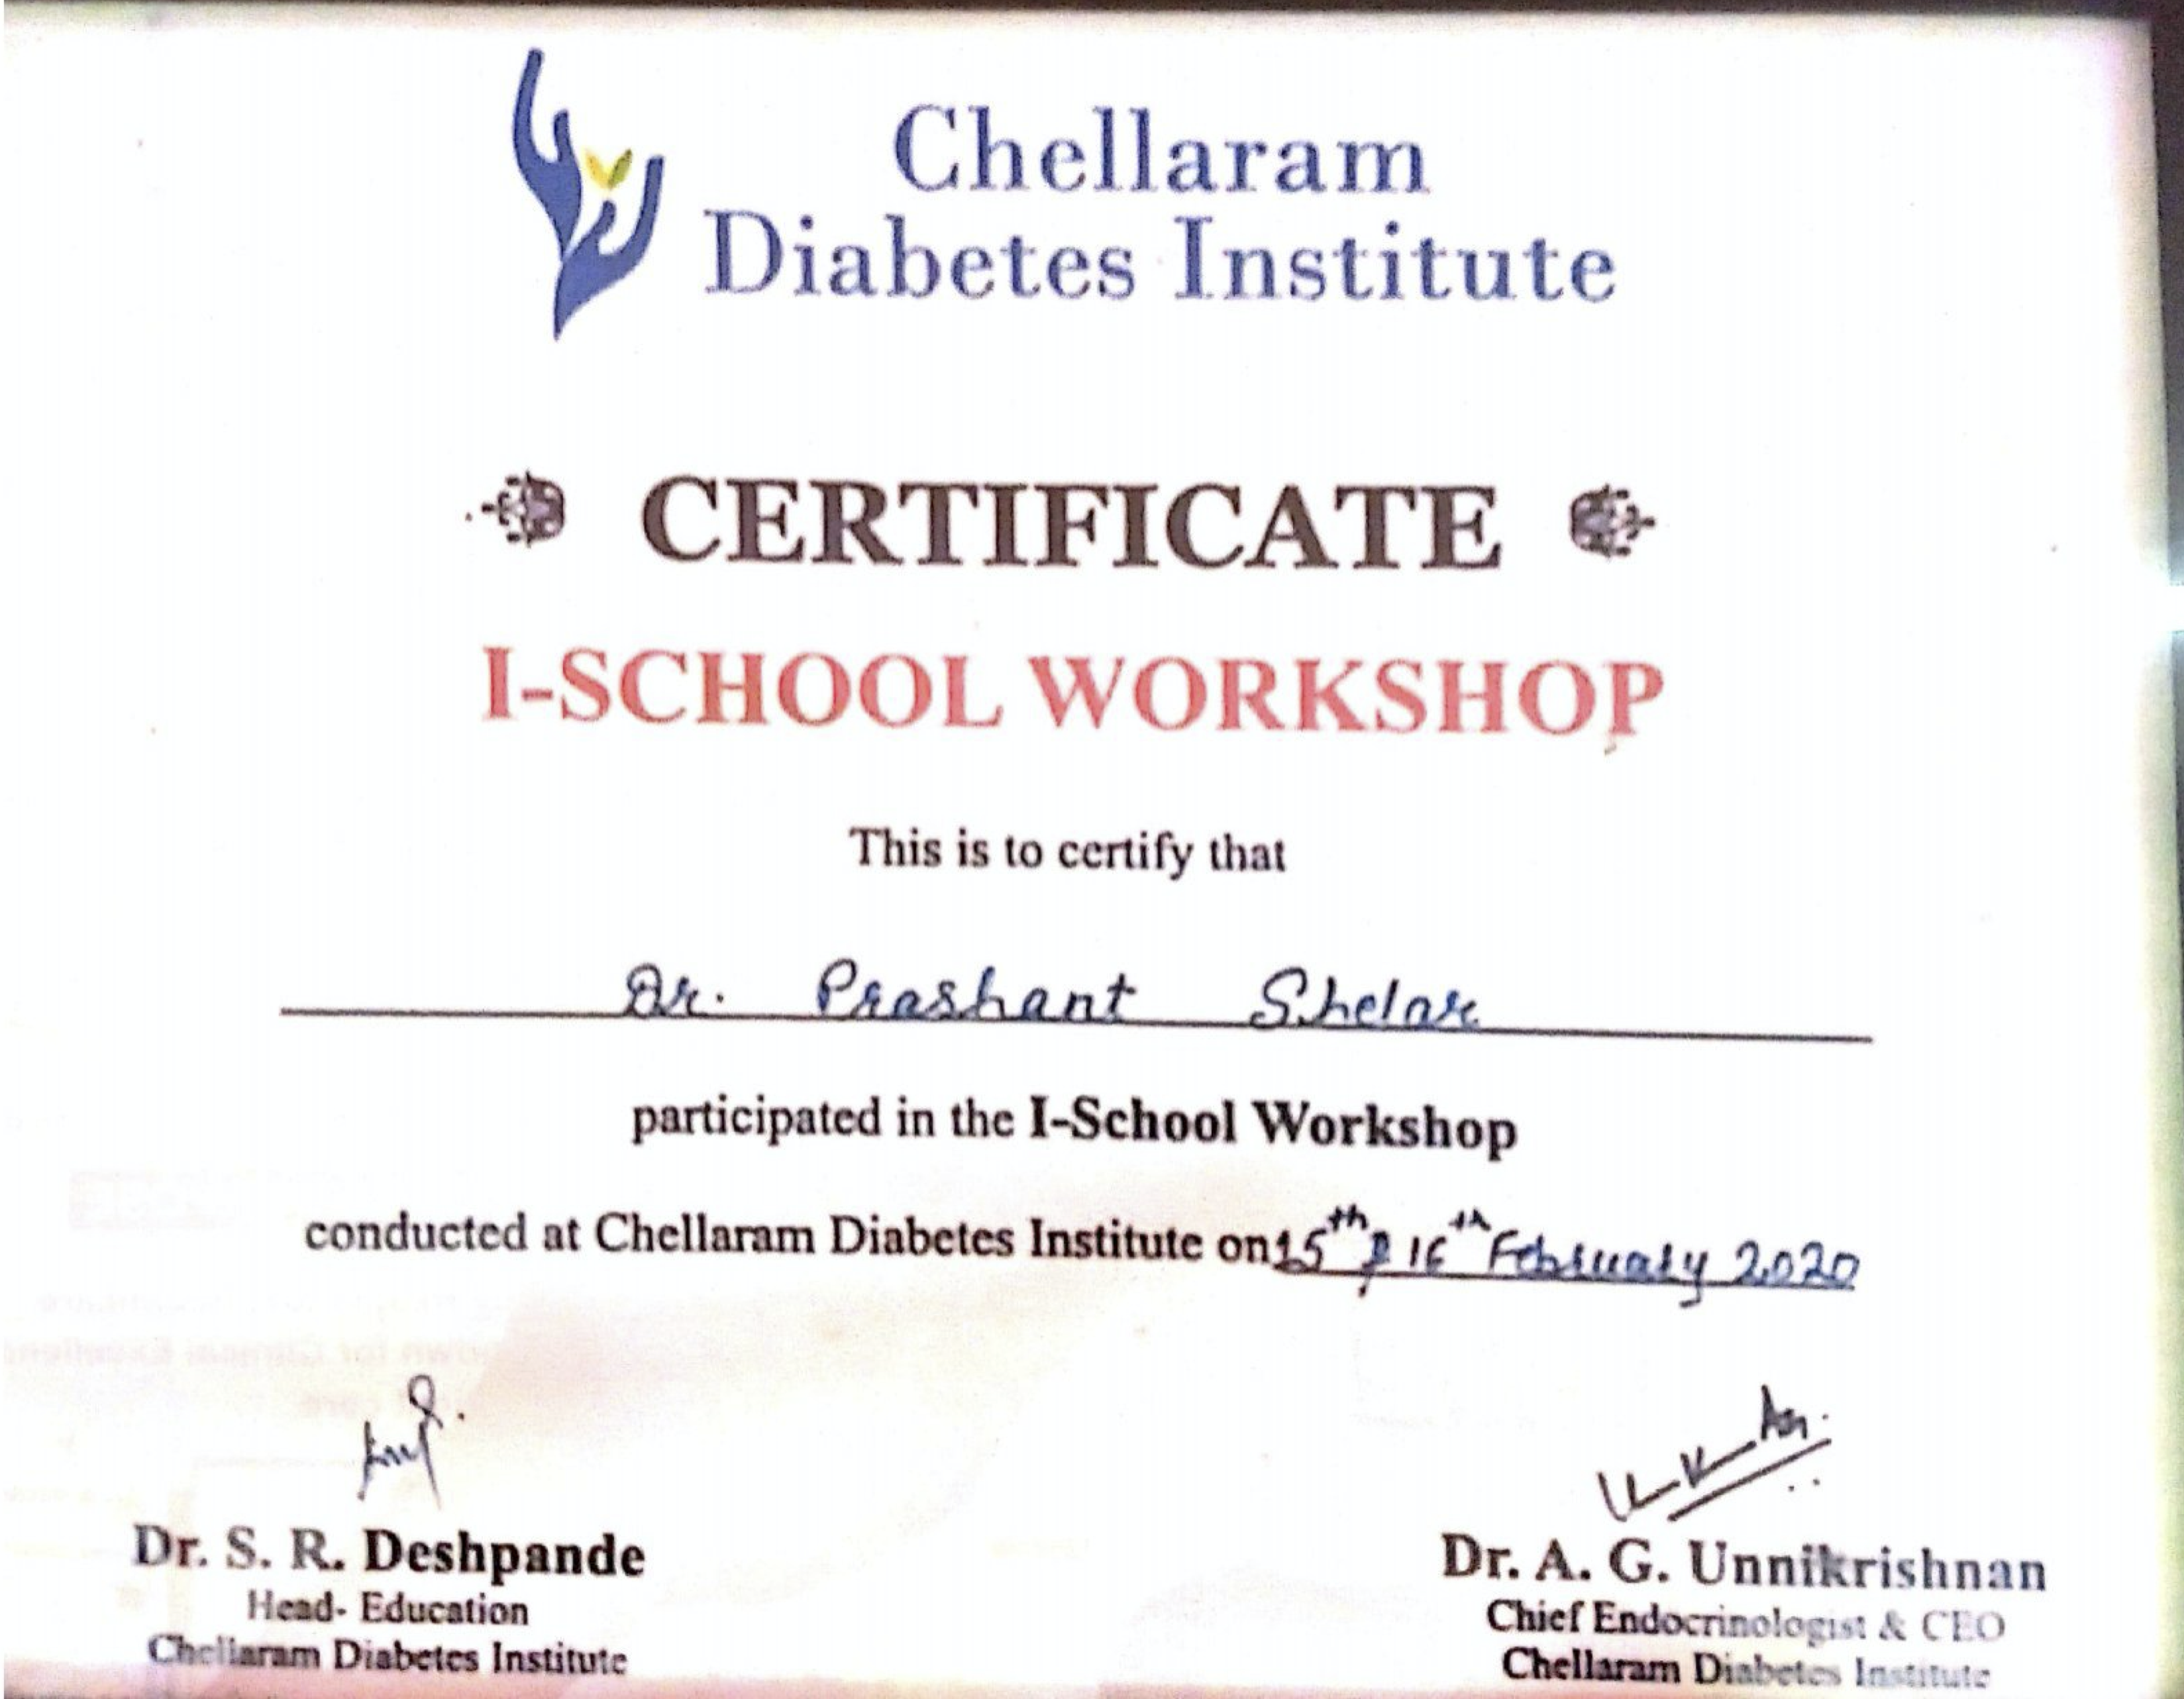 Chellaram
Diabetes Institute
CERTIFICATE
I-SCHOOL WORKSHOP
This is to certify that
Dr. Prashant Shelar
participated in the I-School Workshop
conducted at Chellaram Diabetes Institute on 15th & 16th February 2020
Dr. S. R. Deshpande
Head- Education
Chellaram Diabetes Institute
Dr. A. G. Unnikrishnan
Chief Endocrinologist & CEO
Chellaram Diabetes Institute